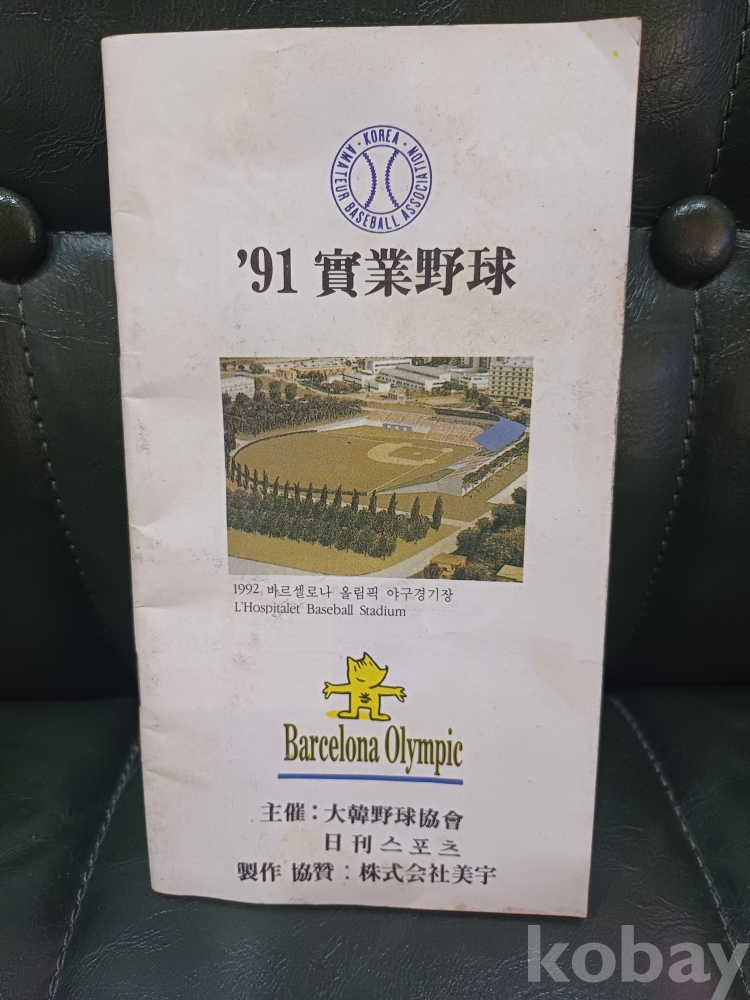 KOREA
AMATEUR BASEBALL ASSOCIATION
'91 實業野球
1992 바르셀로나 올림픽 야구경기장
L'Hospitalet Baseball Stadium
Barcelona Olympic
主催：大韓野球協會
日刊スポ츠
製作 協贊：株式会社美宇
kobay